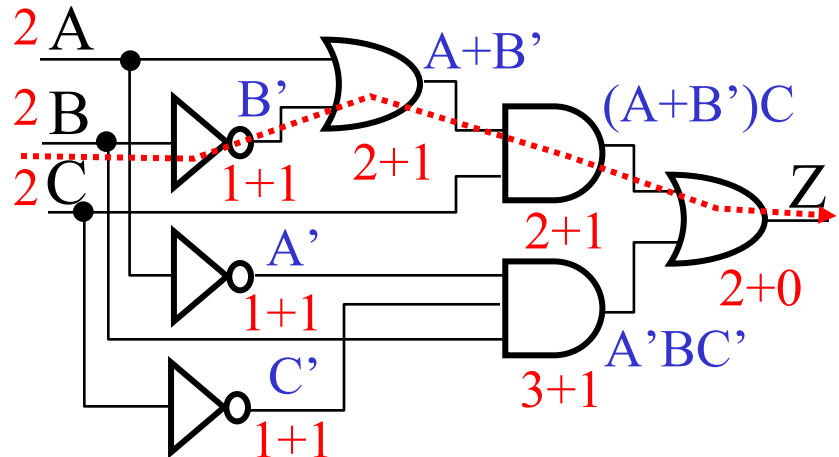 2 A
A+B’
2 B
B’
(A+B’)C
2 C
1+1
2+1
Z
2+1
A’
2+0
1+1
A’BC’
C’
3+1
1+1